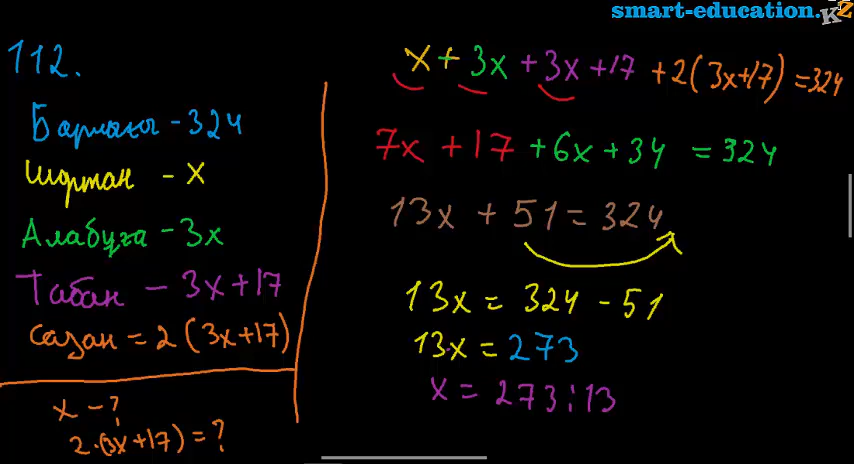 smart-education.KZ
112.
Барлығы - 324
Шортан - x
Алабұға - 3x
Табан - 3x+17
сазан = 2(3x+17)
x - ?
2·(3x+17) = ?
x + 3x + 3x + 17 + 2(3x+17) = 324
7x + 17 + 6x + 34 = 324
13x + 51 = 324
13x = 324 - 51
13x = 273
x = 273:13